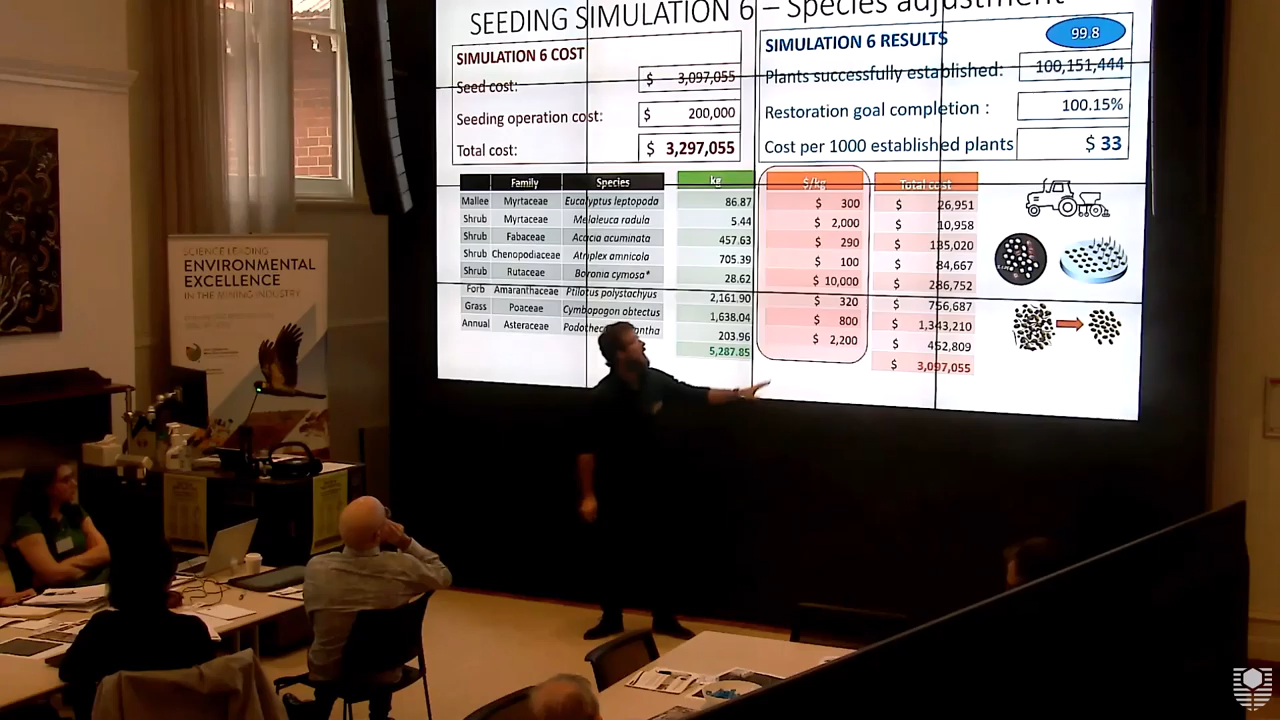 SEEDING SIMULATION 6 – Species adjustment
SIMULATION 6 COST
Seed cost: $ 3,097,055
Seeding operation cost: $ 200,000
Total cost: $ 3,297,055
SIMULATION 6 RESULTS 99.8
Plants successfully established: 100,151,444
Restoration goal completion : 100.15%
Cost per 1000 established plants $ 33
Family Species kg $/kg Total cost
Mallee Myrtaceae Eucalyptus leptopoda 86.87 $ 300 $ 26,951
Shrub Myrtaceae Melaleuca radula 5.44 $ 2,000 $ 10,958
Shrub Fabaceae Acacia acuminata 457.63 $ 290 $ 135,020
Shrub Chenopodiaceae Atriplex amnicola 705.39 $ 100 $ 84,667
Shrub Rutaceae Boronia cymosa* 28.62 $ 10,000 $ 286,752
Forb Amaranthaceae Ptilotus polystachyus 2,161.90 $ 320 $ 756,687
Grass Poaceae Cymbopogon obtectus 1,638.04 $ 800 $ 1,343,210
Annual Asteraceae 203.96 $ 2,200 $ 452,809
5,287.85 $ 3,097,055
SCIENCE LEADING
ENVIRONMENTAL
EXCELLENCE
IN THE MINING INDUSTRY